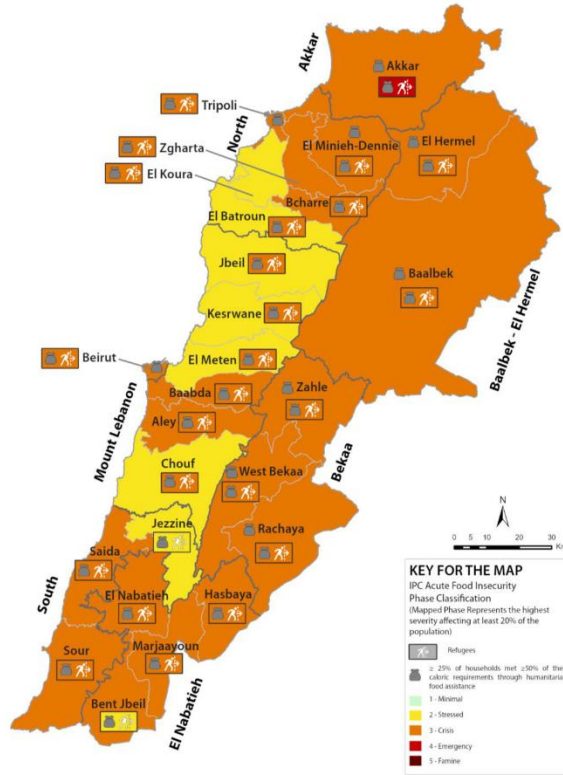 Akkar
Akkar
Tripoli
North
El Minieh-Dennie
El Hermel
Zgharta
El Koura
Bcharre
El Batroun
Jbeil
Baalbek
Baalbek - El Hermel
Kesrwane
Beirut
El Meten
Baabda
Zahle
Mount Lebanon
Aley
Bekaa
Chouf
West Bekaa
Jezzine
Rachaya
N
0 5 10 20 30
Saida
South
El Nabatieh
Hasbaya
Sour
Marjaayoun
Bent Jbeil
El Nabatieh
KEY FOR THE MAP
IPC Acute Food Insecurity
Phase Classification
(Mapped Phase Represents the highest
severity affecting at least 20% of the
population)
Refugees
≥ 25% of households met ≥50% of the
caloric requirements through humanitaria
food assistance
1 - Minimal
2 - Stressed
3 - Crisis
4 - Emergency
5 - Famine